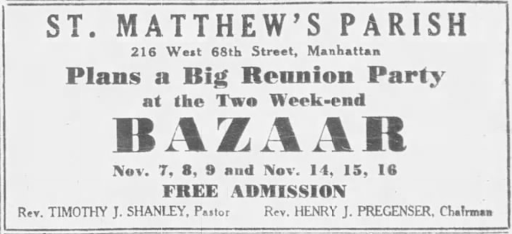 ST. MATTHEW'S PARISH
216 West 68th Street, Manhattan
Plans a Big Reunion Party
at the Two Week-end
BAZAAR
Nov. 7, 8, 9 and Nov. 14, 15, 16
FREE ADMISSION
Rev. TIMOTHY J. SHANLEY, Pastor Rev. HENRY J. PREGENSER, Chairman